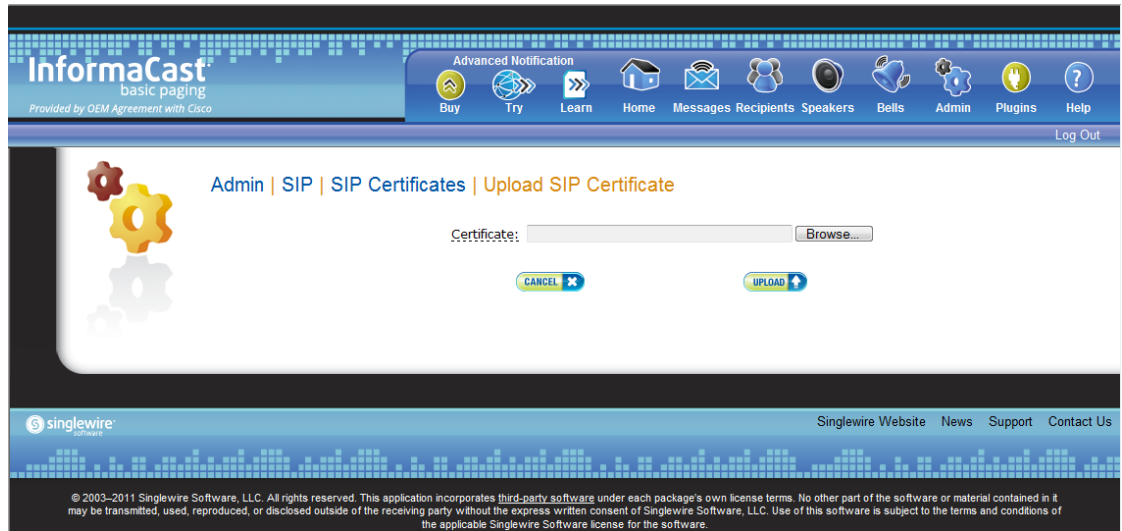 InformaCast
basic paging
Provided by OEM Agreement with Cisco
Advanced Notification
Buy Try Learn Home Messages Recipients Speakers Bells Admin Plugins Help
Log Out
Admin | SIP | SIP Certificates | Upload SIP Certificate
Certificate: Browse...
CANCEL UPLOAD
singlewire
software
Singlewire Website News Support Contact Us
© 2003–2011 Singlewire Software, LLC. All rights reserved. This application incorporates third-party software under each package's own license terms. No other part of the software or material contained in it
may be transmitted, used, reproduced, or disclosed outside of the receiving party without the express written consent of Singlewire Software, LLC. Use of this software is subject to the terms and conditions of
the applicable Singlewire Software license for the software.